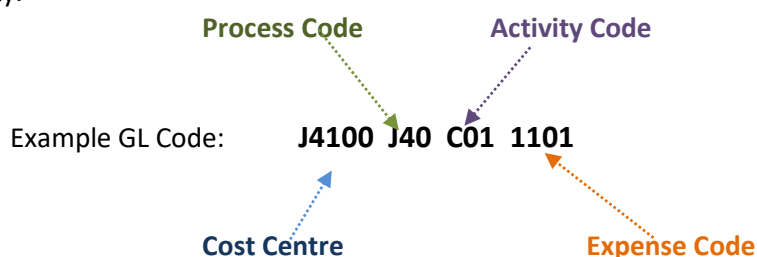 Process Code Activity Code
Example GL Code: J4100 J40 C01 1101
Cost Centre Expense Code